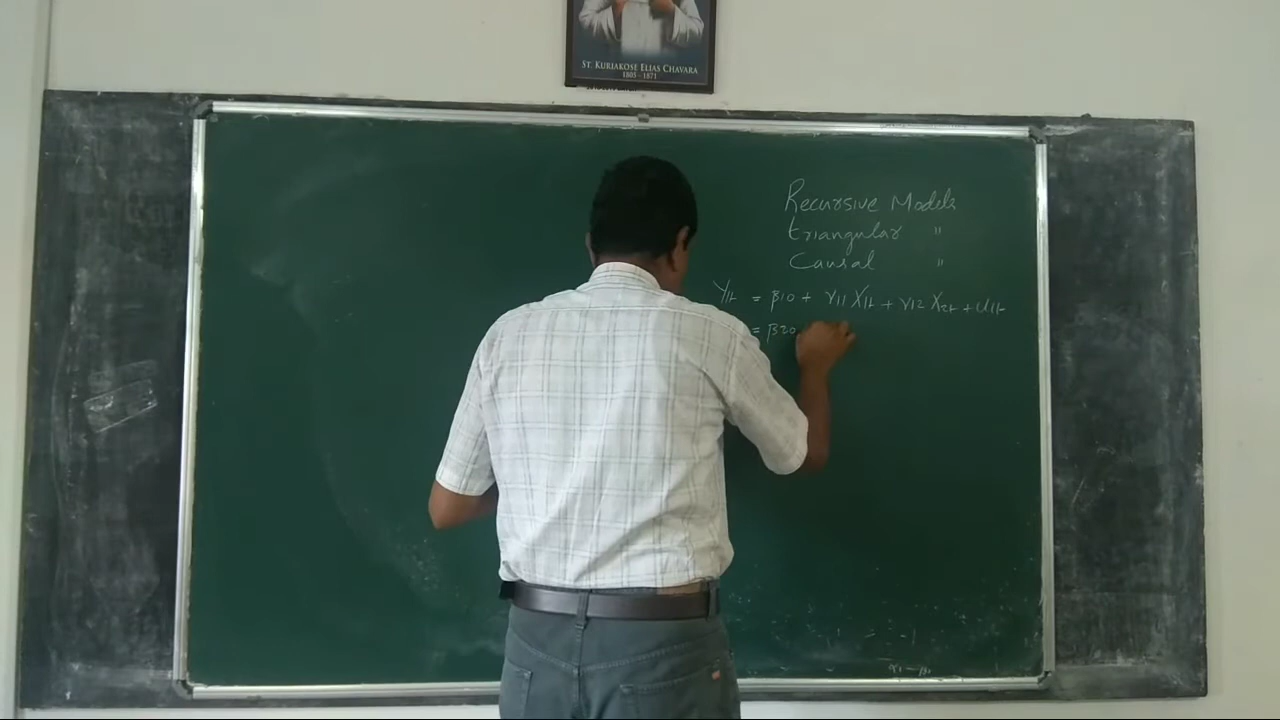 ST. KURIAKOSE ELIAS CHAVARA
1805 - 1871
Recursive Models
triangular "
Causal "
Y1t = β10 + γ11 X1t + γ12 X2t + U1t
= β20